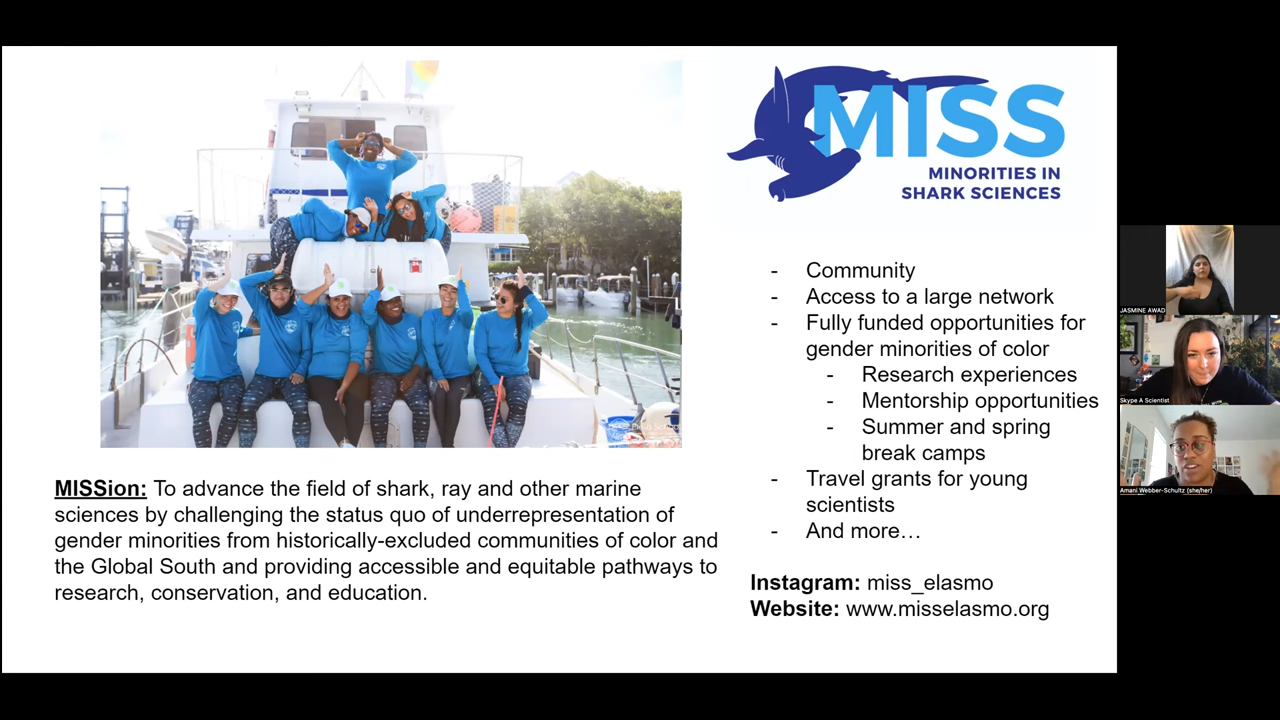 MISS
MINORITIES IN
SHARK SCIENCES
- Community
- Access to a large network
- Fully funded opportunities for
gender minorities of color
- Research experiences
- Mentorship opportunities
- Summer and spring
break camps
- Travel grants for young
scientists
- And more…
Instagram: miss_elasmo
Website: www.misselasmo.org
MISSion: To advance the field of shark, ray and other marine
sciences by challenging the status quo of underrepresentation of
gender minorities from historically-excluded communities of color and
the Global South and providing accessible and equitable pathways to
research, conservation, and education.
JASMINE AWAD
Skype A Scientist
Amani Webber-Schultz (she/her)